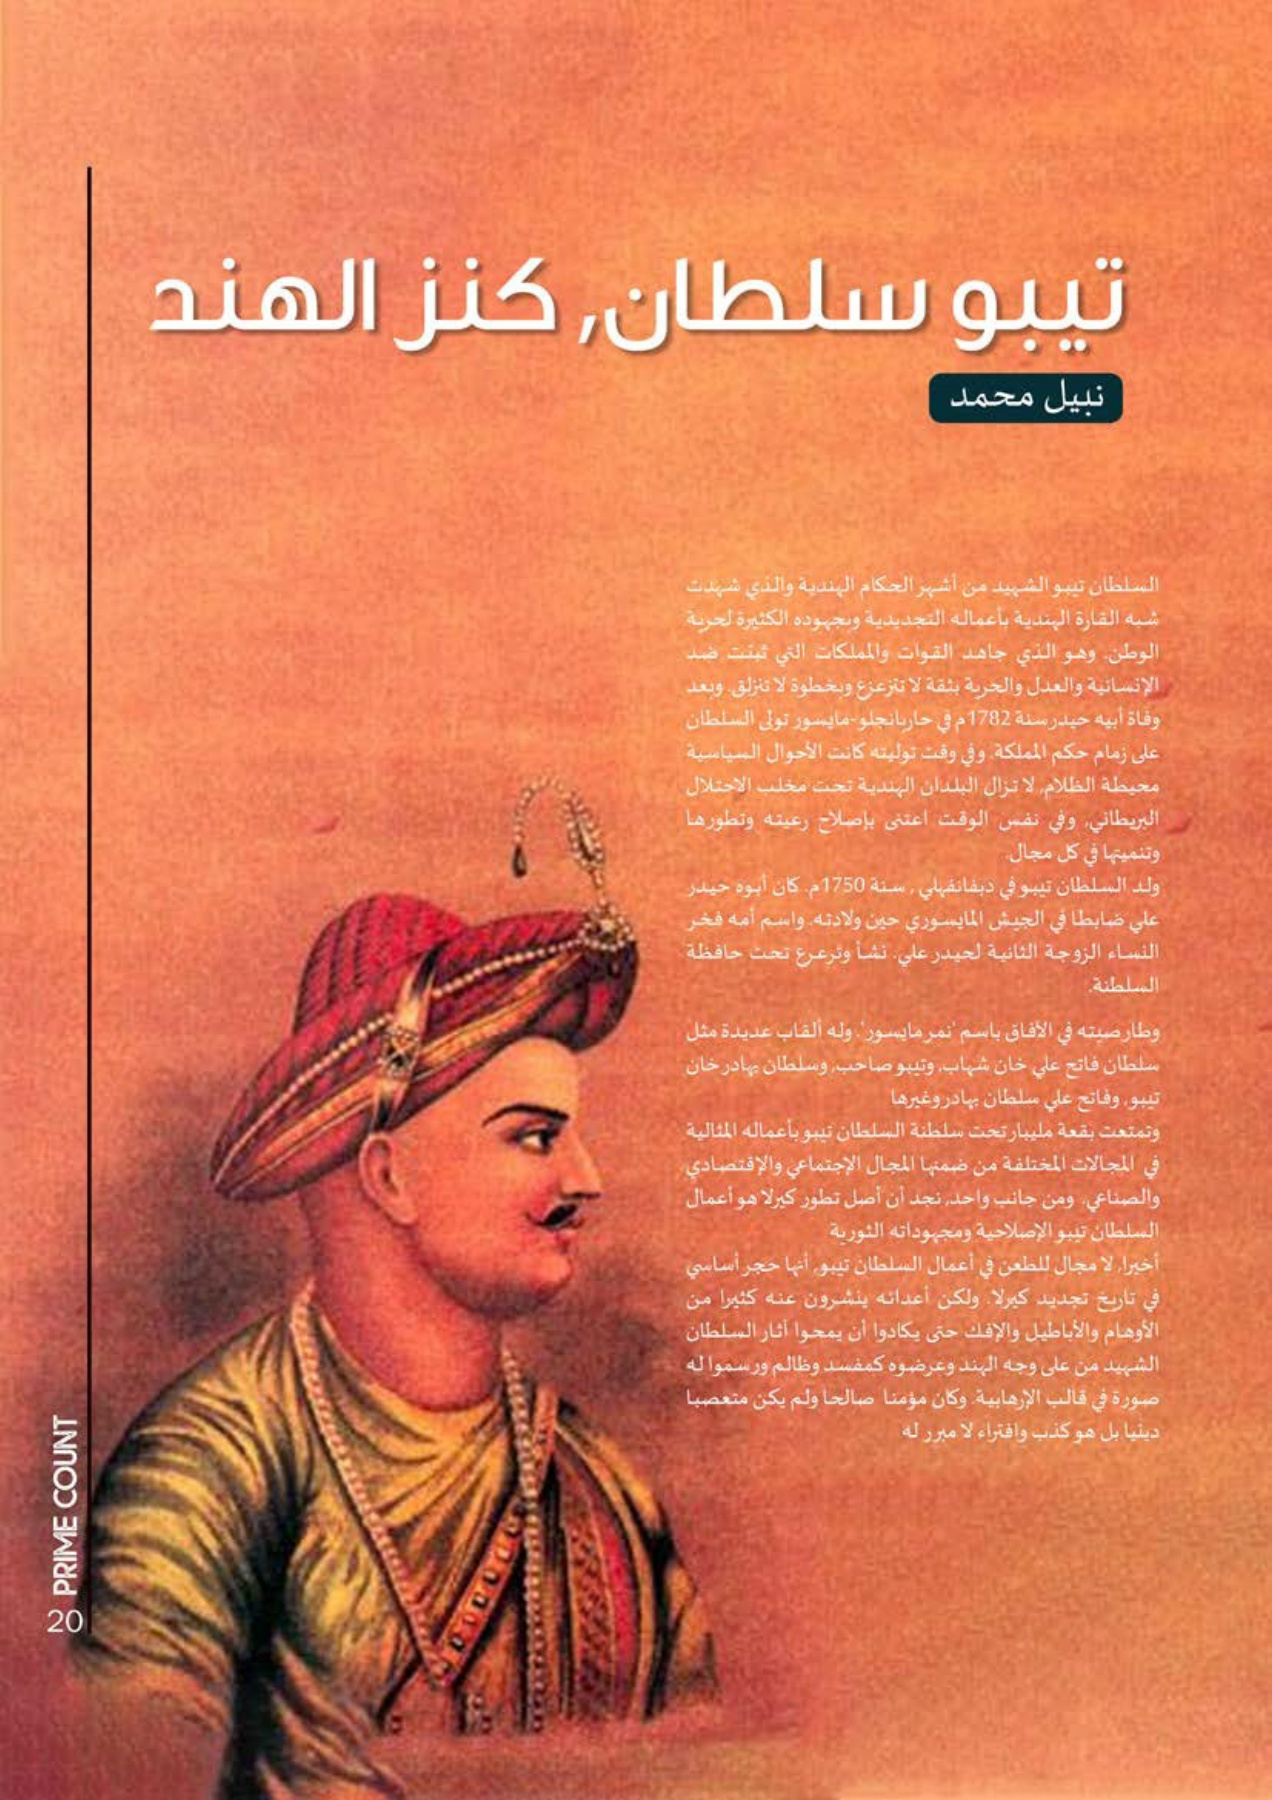 تيبو سلطان, كنز الهند
نبيل محمد
السلطان تيبو الشهيد من أشهر الحكام الهندية والذي شهدت
شبه القارة الهندية بأعماله التجديدية وبجهوده الكثيرة لحرية
الوطن. وهو الذي جاهد القوات والملكات التي ثبتت ضد
الإنسانية والعدل والحرية بثقة لا تتزعزع وبخطوة لا تنزلق. وبعد
وفاة أبيه حيدر سنة 1782م في حاربانجلو-مايسور تولى السلطان
على زمام حكم المملكة. وفي وقت توليته كانت الأحوال السياسية
محيطة الظلام, لا تزال البلدان الهندية تحت مخلب الاحتلال
البريطاني, وفي نفس الوقت اعتنى بإصلاح رعيته وتطورها
وتنميتها في كل مجال.
ولد السلطان تيبو في ديفانفهلي , سنة 1750م. كان أبوه حيدر
علي ضابطا في الجيش المايسوري حين ولادته. واسم أمه فخر
النساء الزوجة الثانية لحيدر علي. نشأ وترعرع تحت حافظة
السلطنة.
وطار صيته في الآفاق باسم 'نمر مايسور'. وله ألقاب عديدة مثل
سلطان فاتح علي خان شهاب, وتيبو صاحب, وسلطان بهادر خان
تيبو, وفاتح علي سلطان بهادر وغيرها
وتمتعت بقعة مليبار تحت سلطنة السلطان تيبو بأعماله المثالية
في المجالات المختلفة من ضمنها المجال الإجتماعي والإقتصادي
والصناعي. ومن جانب واحد, نجد أن أصل تطور كيرلا هو أعمال
السلطان تيبو الإصلاحية ومجهوداته الثورية
أخيرا, لا مجال للطعن في أعمال السلطان تيبو, أنها حجر أساسي
في تاريخ تجديد كيرلا. ولكن أعدائه ينشرون عنه كثيرا من
الأوهام والأباطيل والإفك حتى يكادوا أن يمحوا آثار السلطان
الشهيد من على وجه الهند وعرضوه كمفسد وظالم ورسموا له
صورة في قالب الإرهابية. وكان مؤمنا صالحا ولم يكن متعصبا
دينيا بل هو كذب وافتراء لا مبرر له
20 PRIME COUNT